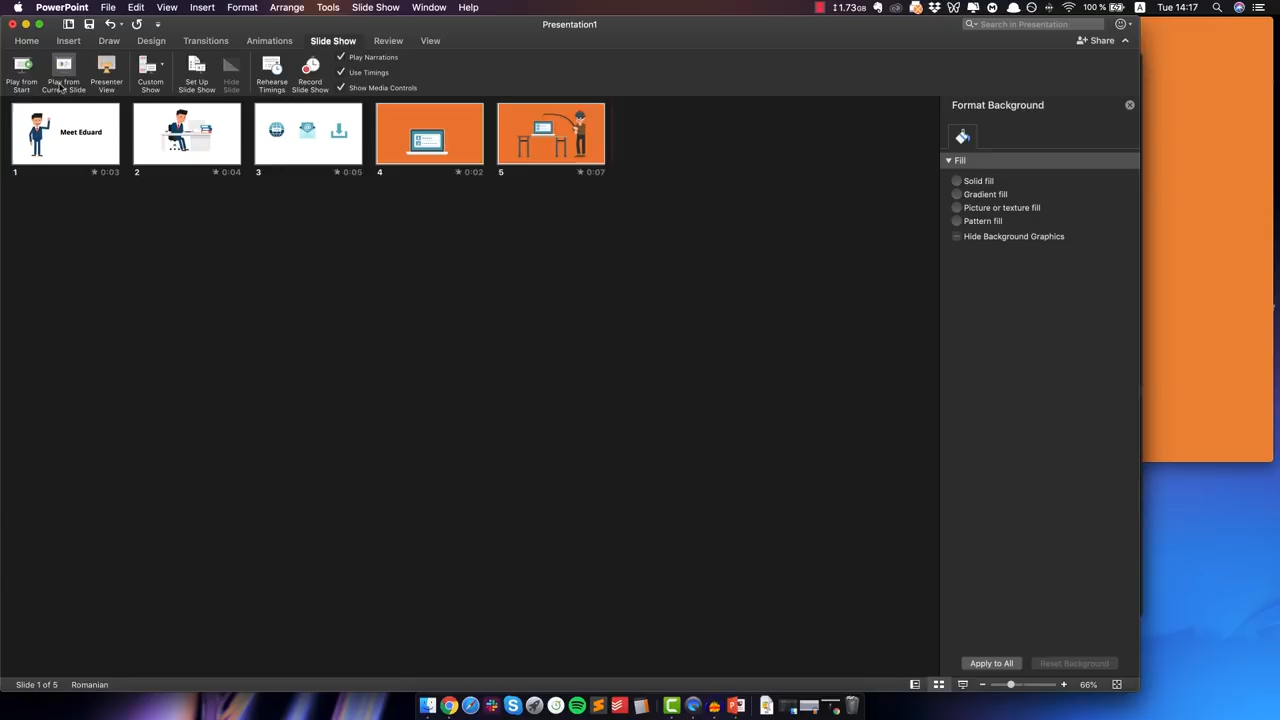 PowerPoint File Edit View Insert Format Arrange Tools Slide Show Window Help
1.73GB 100 % Tue 14:17
Presentation1
Search in Presentation
Home Insert Draw Design Transitions Animations Slide Show Review View
Share
Play from Start
Play from Current Slide
Presenter View
Custom Show
Set Up Slide Show
Hide Slide
Rehearse Timings
Record Slide Show
Play Narrations
Use Timings
Show Media Controls
Meet Eduard
1 0:03
2 0:04
3 0:05
4 0:02
5 0:07
Format Background
Fill
Solid fill
Gradient fill
Picture or texture fill
Pattern fill
Hide Background Graphics
Apply to All
Reset Background
Slide 1 of 5
Romanian
66%